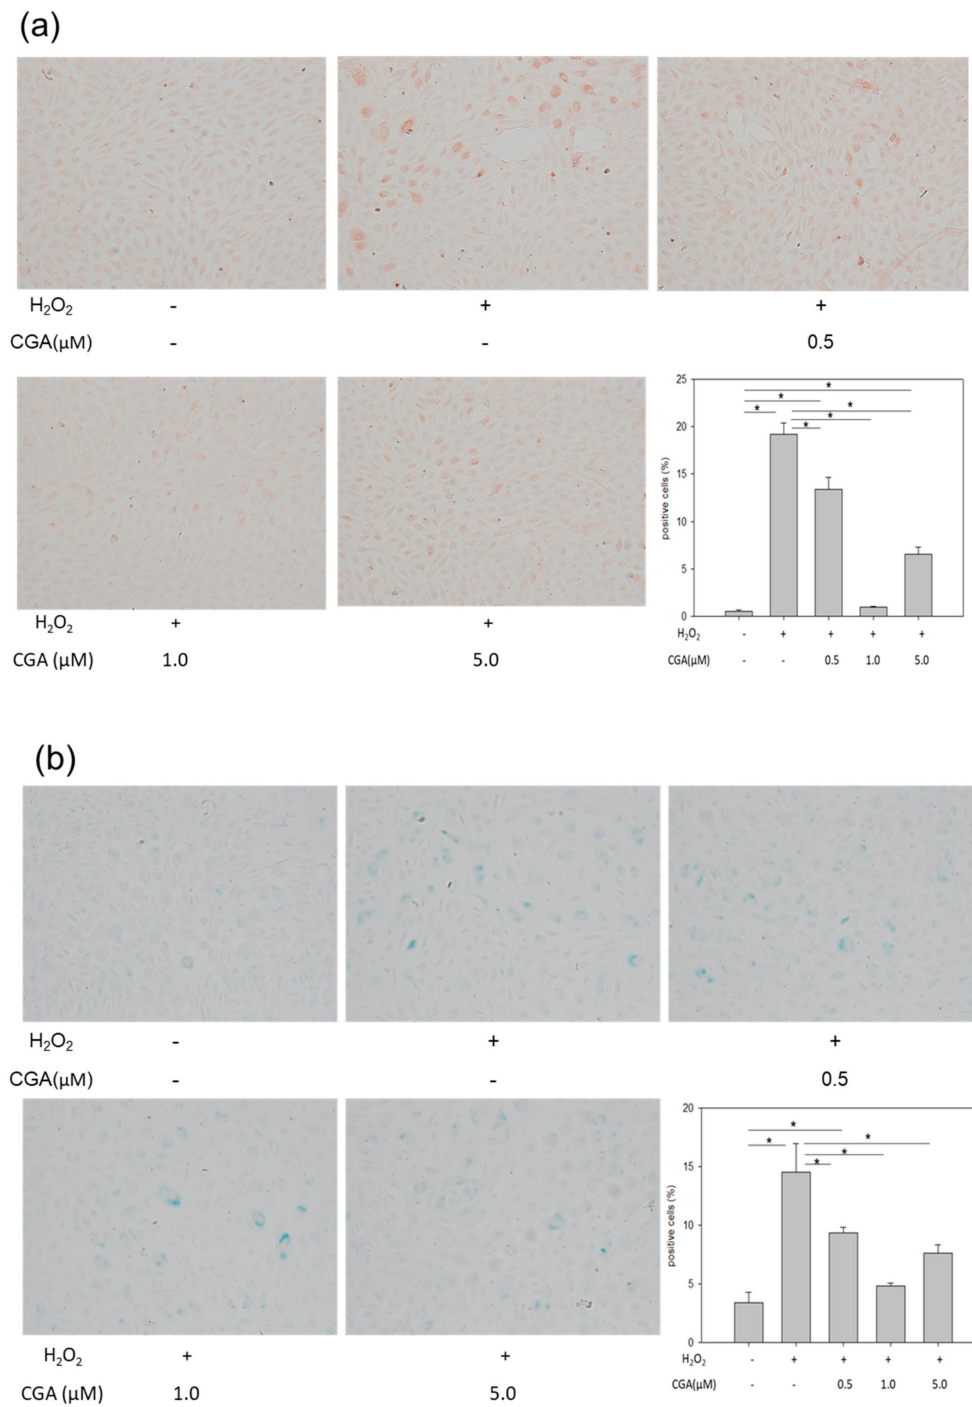 (a)
H₂O₂ - + +
CGA(μM) - - 0.5
25
20
15
10
5
0
positive cells (%)
* * * * * *
H₂O₂ - + + + +
CGA(μM) - - 0.5 1.0 5.0
H₂O₂ + +
CGA (μM) 1.0 5.0
(b)
H₂O₂ - + +
CGA(μM) - - 0.5
20
15
10
5
0
positive cells (%)
* * * * *
H₂O₂ - + + + +
CGA(μM) - - 0.5 1.0 5.0
H₂O₂ + +
CGA (μM) 1.0 5.0